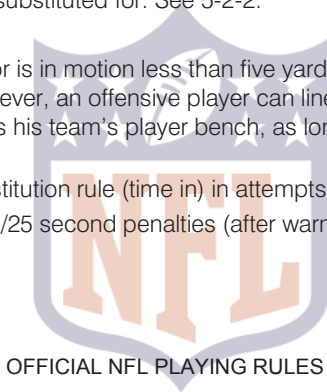 substituted for. See 5-2-2.
or is in motion less than five yard
ever, an offensive player can line
s his team’s player bench, as lon
stitution rule (time in) in attempts
/25 second penalties (after warn
NFL
OFFICIAL NFL PLAYING RULES